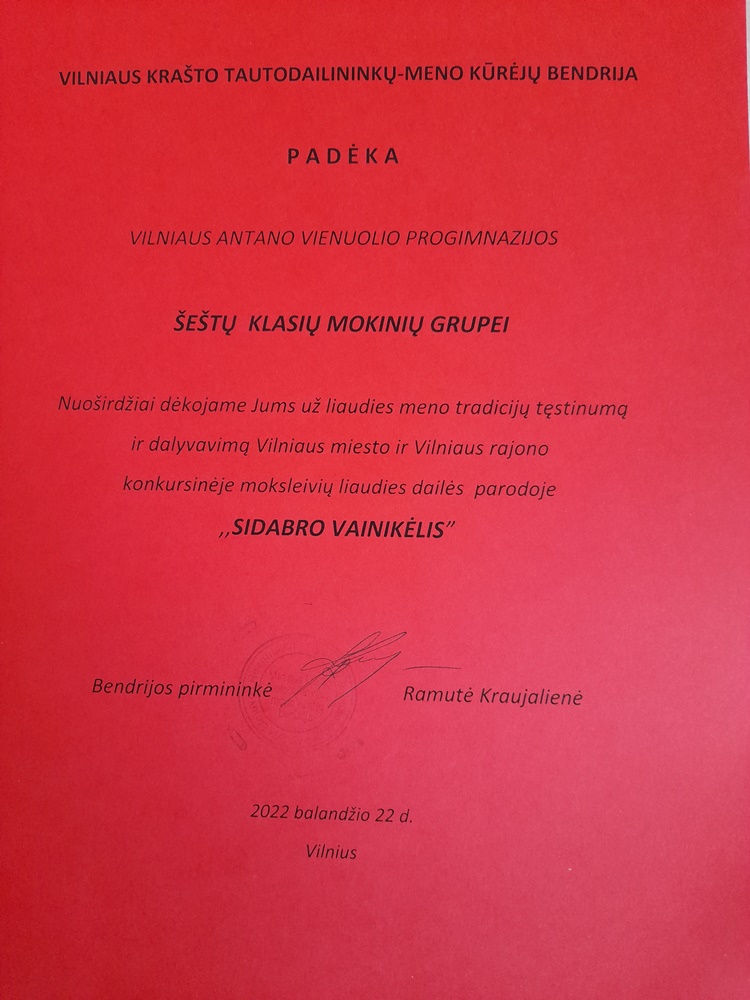 VILNIAUS KRAŠTO TAUTODAILININKŲ-MENO KŪRĖJŲ BENDRIJA
PADĖKA
VILNIAUS ANTANO VIENUOLIO PROGIMNAZIJOS
ŠEŠTŲ KLASIŲ MOKINIŲ GRUPEI
Nuoširdžiai dėkojame Jums už liaudies meno tradicijų tęstinumą
ir dalyvavimą Vilniaus miesto ir Vilniaus rajono
konkursinėje moksleivių liaudies dailės parodoje
,,SIDABRO VAINIKĖLIS”
Bendrijos pirmininkė Ramutė Kraujalienė
2022 balandžio 22 d.
Vilnius